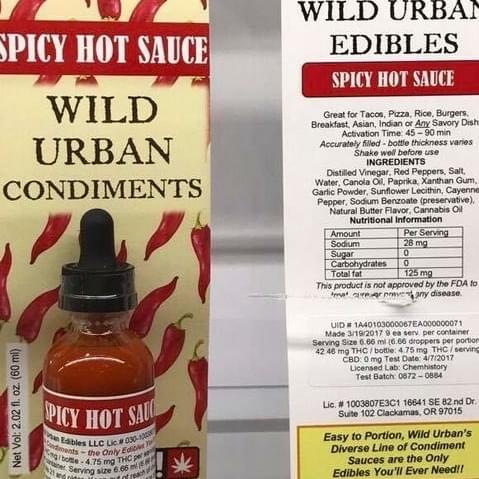 SPICY HOT SAUCE
WILD
URBAN
CONDIMENTS
Net Vol: 2.02 fl. oz. (60 ml)
SPICY HOT SAUC
Urban Edibles LLC Lic.# 030-
Condiments – the Only Edibles
mg / bottle - 4.75 mg THC per
Serving size 6.66 ml
WILD URBAN
EDIBLES
SPICY HOT SAUCE
Great for Tacos, Pizza, Rice, Burgers,
Breakfast, Asian, Indian or Any Savory Dish
Activation Time: 45 – 90 min
Accurately filled - bottle thickness varies
Shake well before use
INGREDIENTS
Distilled Vinegar, Red Peppers, Salt,
Water, Canola Oil, Paprika, Xanthan Gum,
Garlic Powder, Sunflower Lecithin, Cayenne
Pepper, Sodium Benzoate (preservative),
Natural Butter Flavor, Cannabis Oil
Nutritional Information
Amount Per Serving
Sodium 28 mg
Sugar 0
Carbohydrates 0
Total fat 125 mg
This product is not approved by the FDA to
treat, cure or prevent any disease.
UID # 1A40103000067EA000000071
Made 3/19/2017 9 ea serv. per container
Serving Size 6.66 ml (6.66 droppers per portion
42.46 mg THC / bottle: 4.75 mg THC / serving
CBD: 0 mg Test Date: 4/7/2017
Licensed Lab: Chemhistory
Test Batch: 0872 – 0884
Lic. # 1003807E3C1 16641 SE 82nd Dr.
Suite 102 Clackamas, OR 97015
Easy to Portion, Wild Urban's
Diverse Line of Condiment
Sauces are the Only
Edibles You'll Ever Need!!